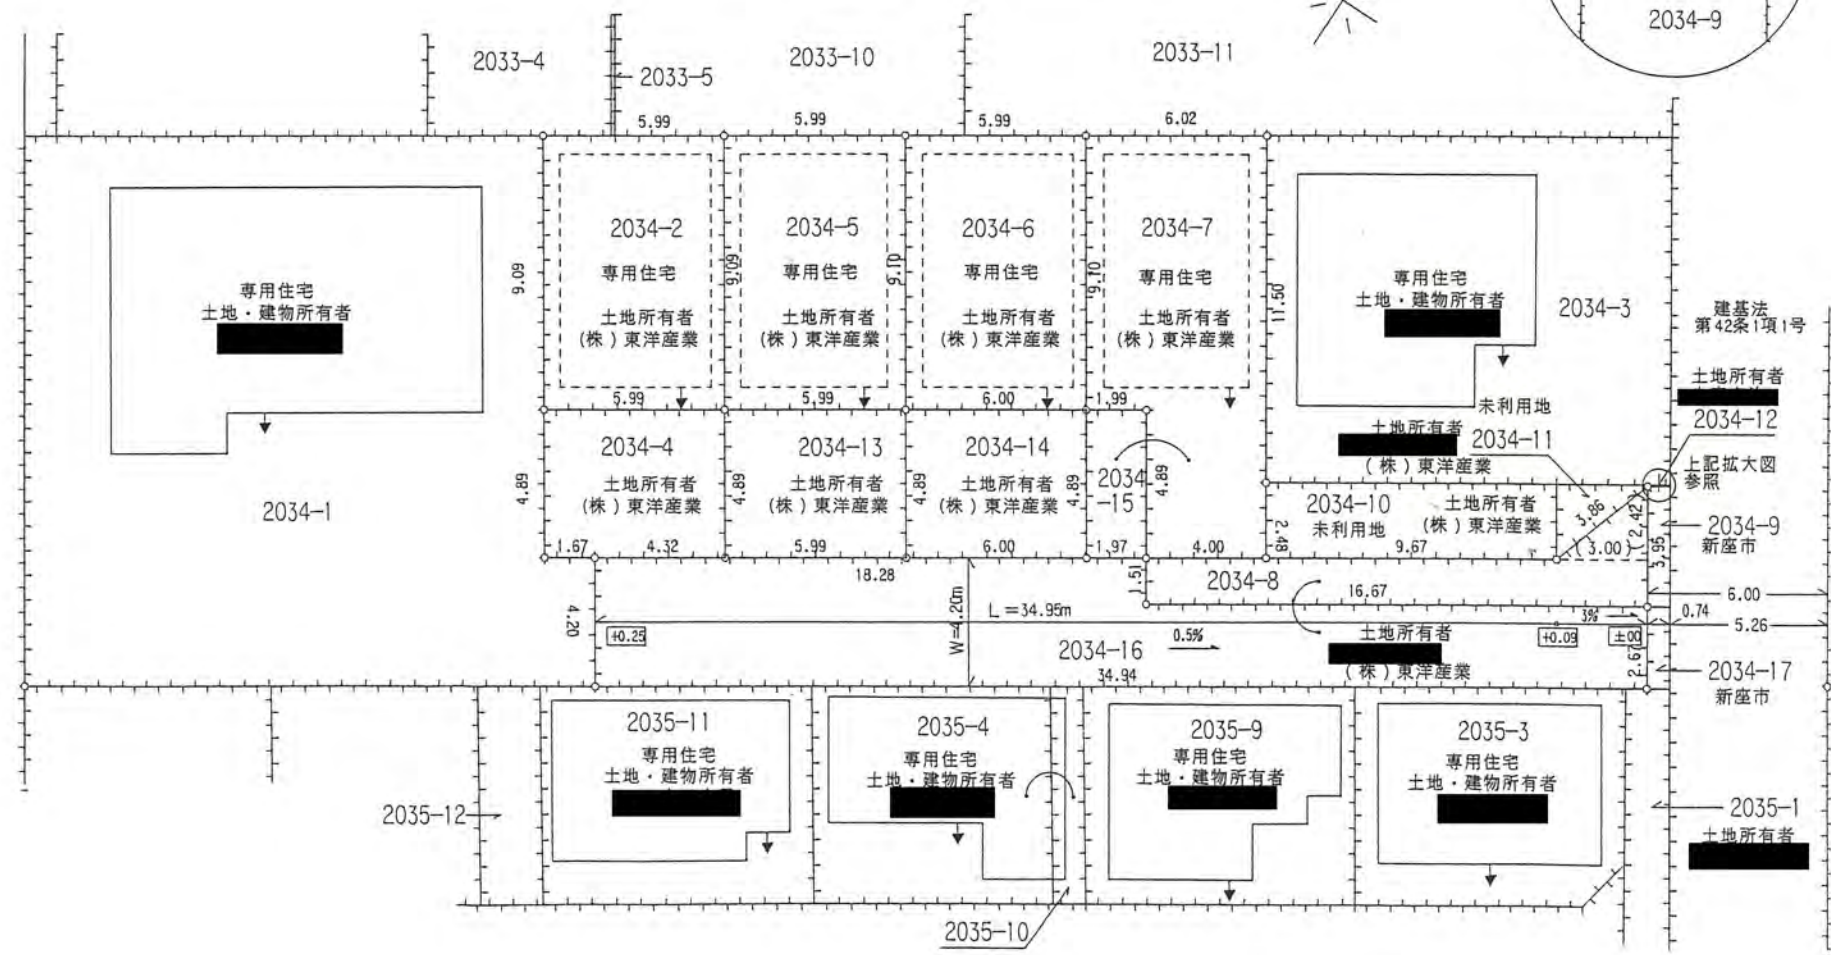 2034-9
2033-4
2033-5
2033-10
2033-11
5.99
5.99
5.99
6.02
2034-2
専用住宅
土地所有者
(株)東洋産業
9.09
5.99
2034-5
専用住宅
土地所有者
(株)東洋産業
9.09
5.99
2034-6
専用住宅
土地所有者
(株)東洋産業
9.10
6.00
2034-7
専用住宅
土地所有者
(株)東洋産業
9.10
1.99
11.50
専用住宅
土地・建物所有者
2034-1
専用住宅
土地・建物所有者
2034-3
未利用地
土地所有者
(株)東洋産業
2034-11
建基法
第42条1項1号
土地所有者
2034-12
上記拡大図
参照
2034-9
新座市
2034-4
土地所有者
(株)東洋産業
4.89
2034-13
土地所有者
(株)東洋産業
4.89
2034-14
土地所有者
(株)東洋産業
4.89
2034
-15
4.89
4.89
2034-10
未利用地
土地所有者
(株)東洋産業
2.48
9.67
3.86
(3.00)
(2.42)
3.95
1.67
4.32
5.99
6.00
1.97
4.00
18.28
1.51
2034-8
16.67
6.00
0.74
5.26
4.20
+0.25
W=4.20m
L=34.95m
2034-16
0.5%
3%
+0.09
±00
土地所有者
(株)東洋産業
34.94
2.67
2034-17
新座市
2035-11
専用住宅
土地・建物所有者
2035-4
専用住宅
土地・建物所有者
2035-9
専用住宅
土地・建物所有者
2035-3
専用住宅
土地・建物所有者
2035-12
2035-10
2035-1
土地所有者